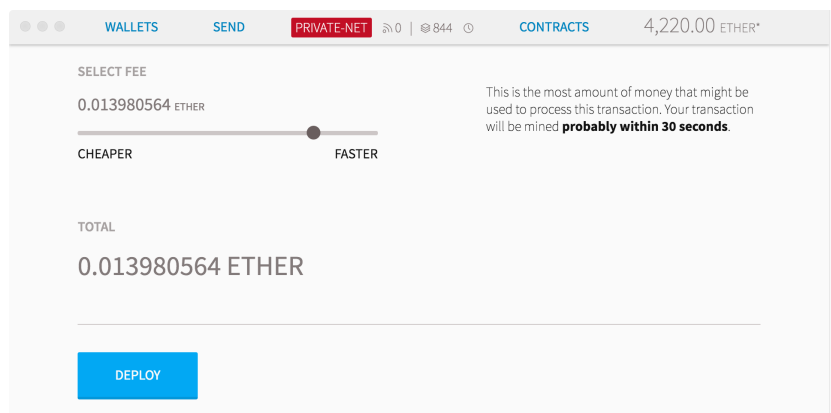 WALLETS SEND PRIVATE-NET 0 | 844 CONTRACTS 4,220.00 ETHER*
SELECT FEE
0.013980564 ETHER
CHEAPER FASTER
This is the most amount of money that might be
used to process this transaction. Your transaction
will be mined probably within 30 seconds.
TOTAL
0.013980564 ETHER
DEPLOY